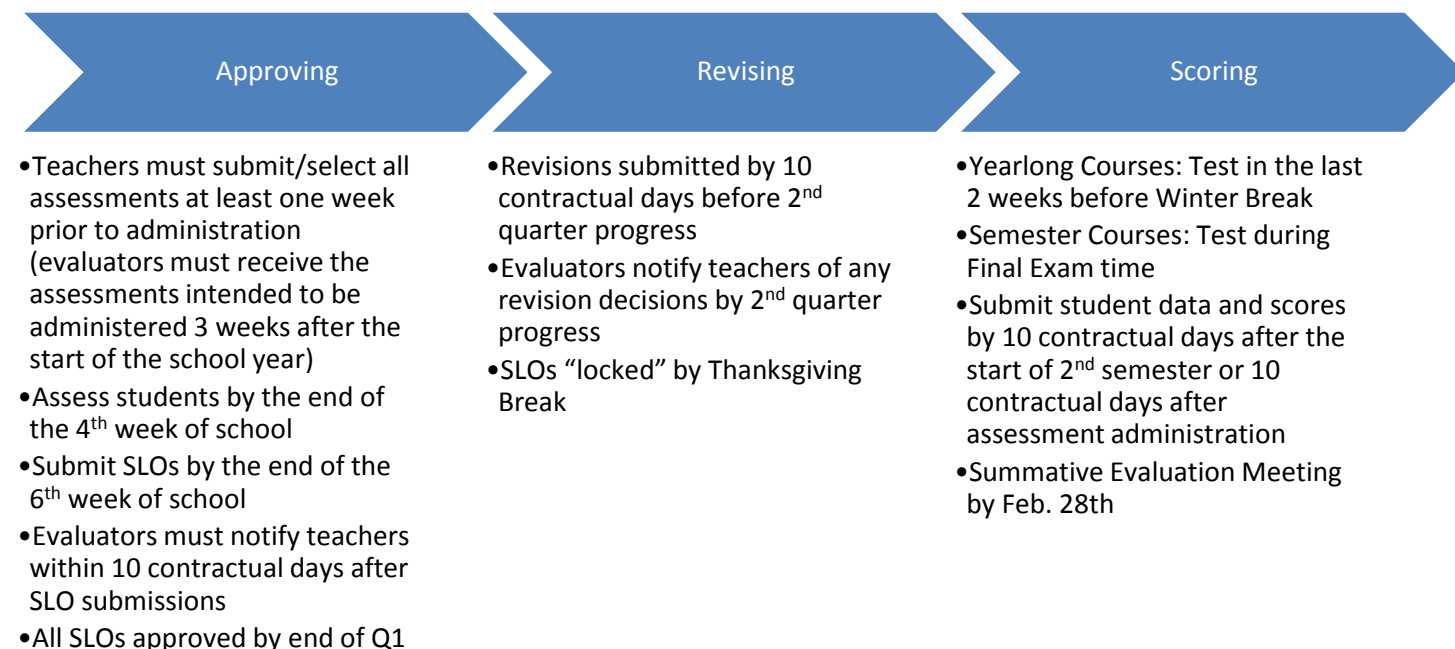 Approving
Revising
Scoring
•Teachers must submit/select all
assessments at least one week
prior to administration
(evaluators must receive the
assessments intended to be
administered 3 weeks after the
start of the school year)
•Assess students by the end of
the 4th week of school
•Submit SLOs by the end of the
6th week of school
•Evaluators must notify teachers
within 10 contractual days after
SLO submissions
•All SLOs approved by end of Q1
•Revisions submitted by 10
contractual days before 2nd
quarter progress
•Evaluators notify teachers of any
revision decisions by 2nd quarter
progress
•SLOs “locked” by Thanksgiving
Break
•Yearlong Courses: Test in the last
2 weeks before Winter Break
•Semester Courses: Test during
Final Exam time
•Submit student data and scores
by 10 contractual days after the
start of 2nd semester or 10
contractual days after
assessment administration
•Summative Evaluation Meeting
by Feb. 28th